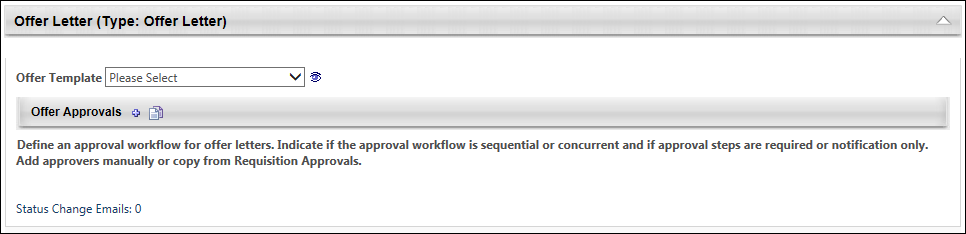 Offer Letter (Type: Offer Letter)
Offer Template Please Select
Offer Approvals
Define an approval workflow for offer letters. Indicate if the approval workflow is sequential or concurrent and if approval steps are required or notification only.
Add approvers manually or copy from Requisition Approvals.
Status Change Emails: 0